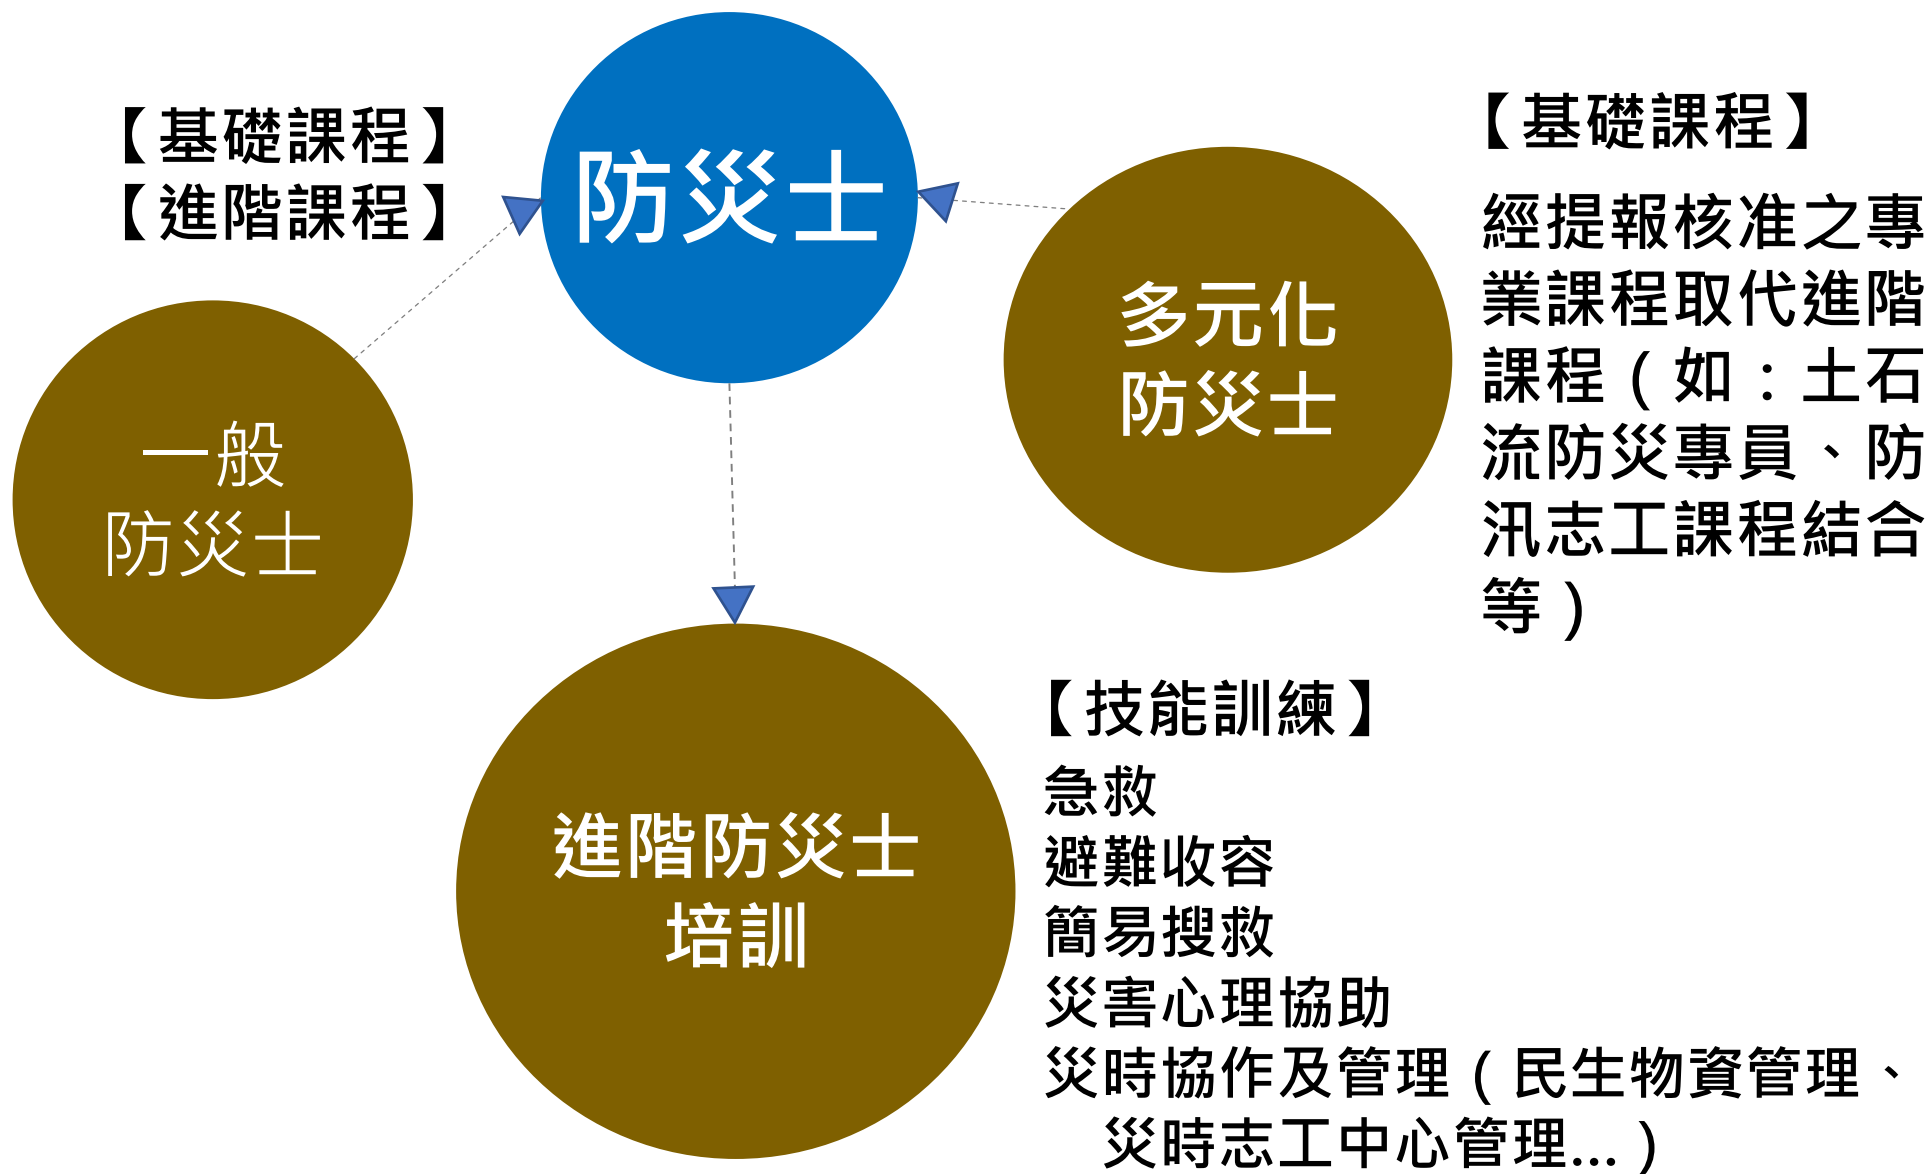 【基礎課程】
【進階課程】
防災士
一般
防災士
多元化
防災士
【基礎課程】
經提報核准之專
業課程取代進階
課程（如：土石
流防災專員、防
汛志工課程結合
等）
進階防災士
培訓
【技能訓練】
急救
避難收容
簡易搜救
災害心理協助
災時協作及管理（民生物資管理、
災時志工中心管理...）